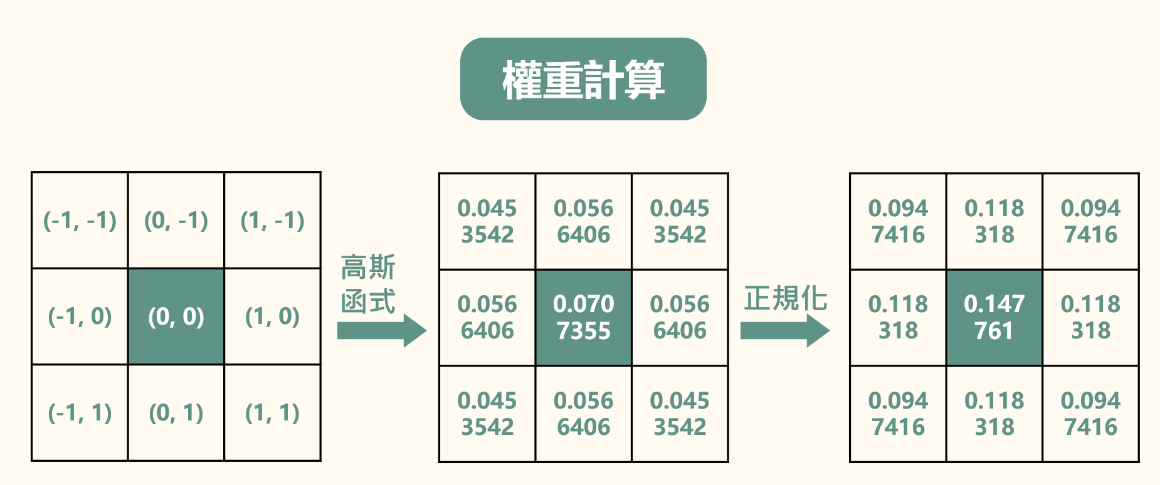 權重計算
(-1, -1) (0, -1) (1, -1)
(-1, 0) (0, 0) (1, 0)
(-1, 1) (0, 1) (1, 1)
高斯
函式
0.045 0.056 0.045
3542 6406 3542
0.056 0.070 0.056
6406 7355 6406
0.045 0.056 0.045
3542 6406 3542
正規化
0.094 0.118 0.094
7416 318 7416
0.118 0.147 0.118
318 761 318
0.094 0.118 0.094
7416 318 7416